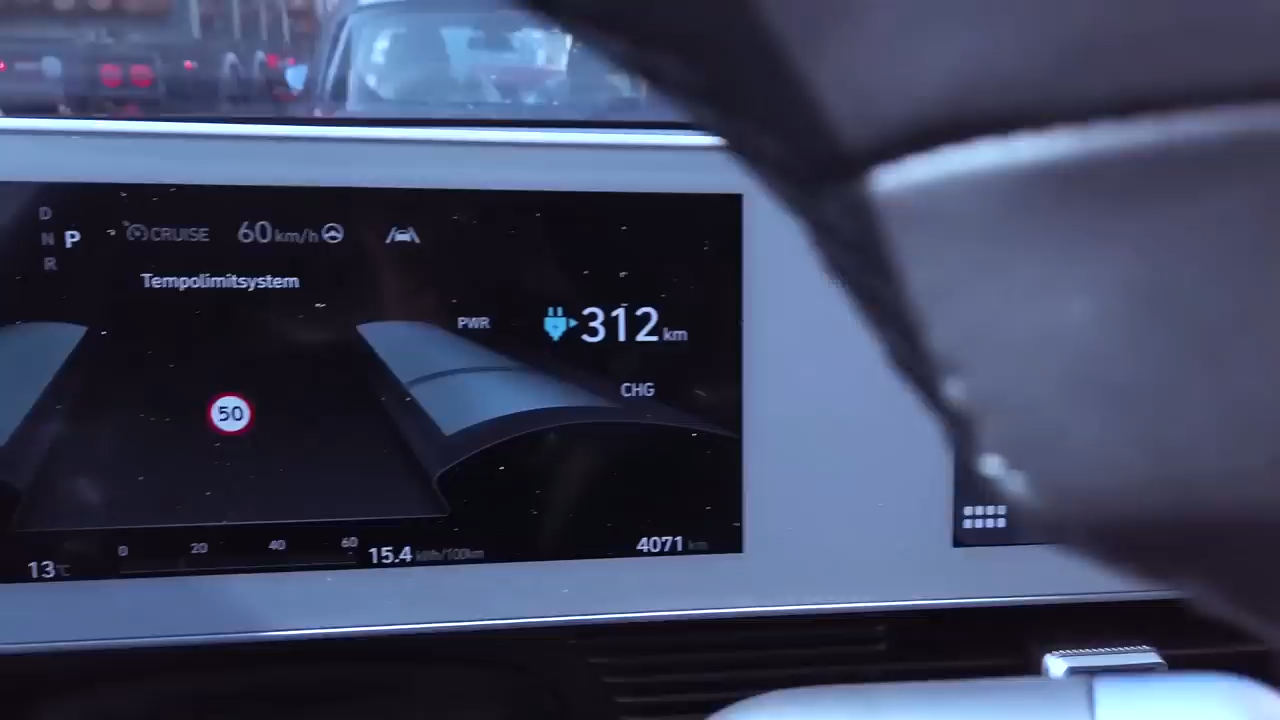 D
N P
R
CRUISE 60 km/h
Tempolimitsystem
PWR
312 km
CHG
50
0 20 40 60
15.4 kWh/100km
4071 km
13°C